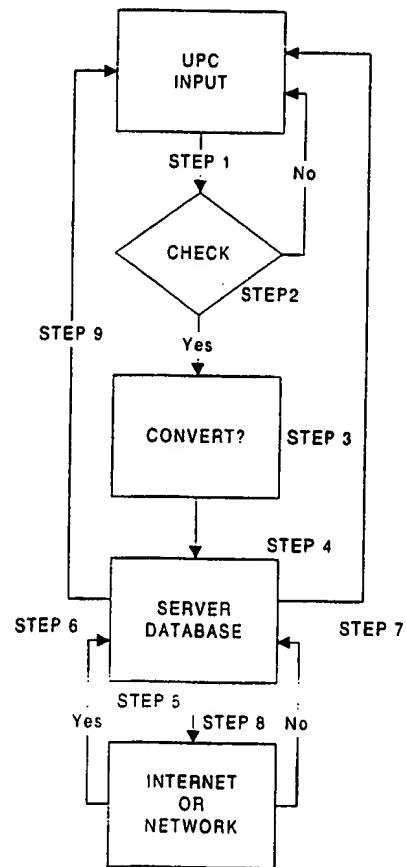 UPC
INPUT
STEP 1
No
CHECK
STEP2
STEP 9
Yes
CONVERT?
STEP 3
STEP 4
SERVER
DATABASE
STEP 6
STEP 7
STEP 5
Yes
STEP 8
No
INTERNET
OR
NETWORK